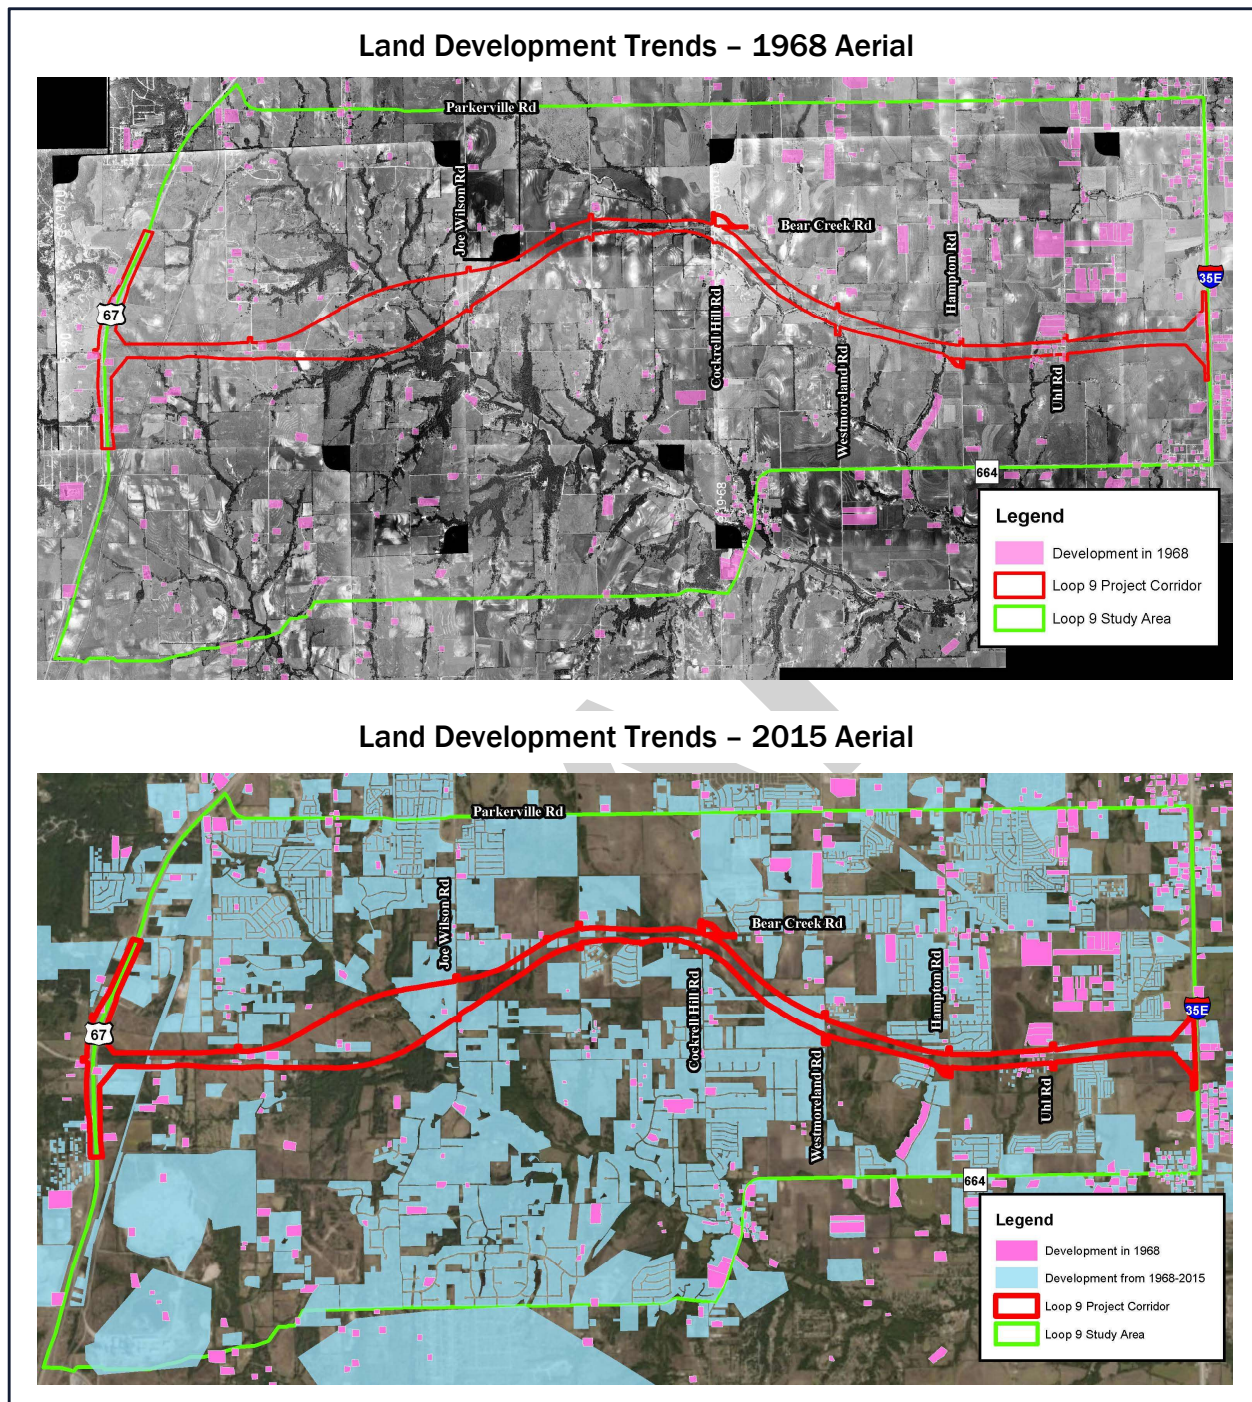 Land Development Trends – 1968 Aerial
Parkerville Rd
Joe Wilson Rd
Bear Creek Rd
Hampton Rd
35E
67
Cockrell Hill Rd
Westmoreland Rd
Uhl Rd
664
Legend
Development in 1968
Loop 9 Project Corridor
Loop 9 Study Area
Land Development Trends – 2015 Aerial
Parkerville Rd
Joe Wilson Rd
Bear Creek Rd
Hampton Rd
35E
67
Cockrell Hill Rd
Westmoreland Rd
Uhl Rd
664
Legend
Development in 1968
Development from 1968-2015
Loop 9 Project Corridor
Loop 9 Study Area